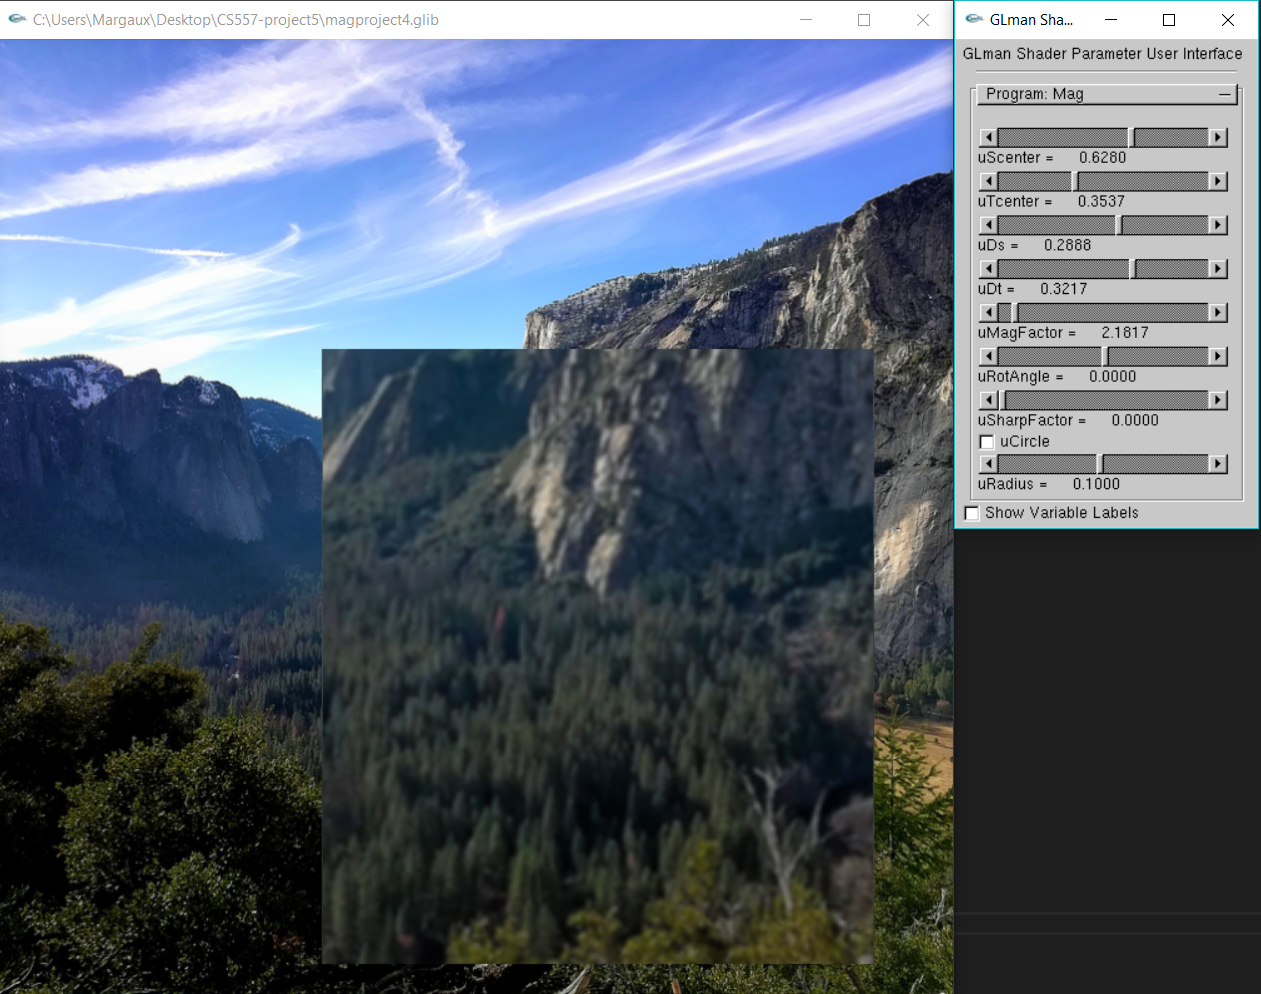 C:\Users\Margaux\Desktop\CS557-project5\magproject4.glib
GLman Sha...
GLman Shader Parameter User Interface
Program: Mag
uScenter = 0.6280
uTcenter = 0.3537
uDs = 0.2888
uDt = 0.3217
uMagFactor = 2.1817
uRotAngle = 0.0000
uSharpFactor = 0.0000
uCircle
uRadius = 0.1000
Show Variable Labels